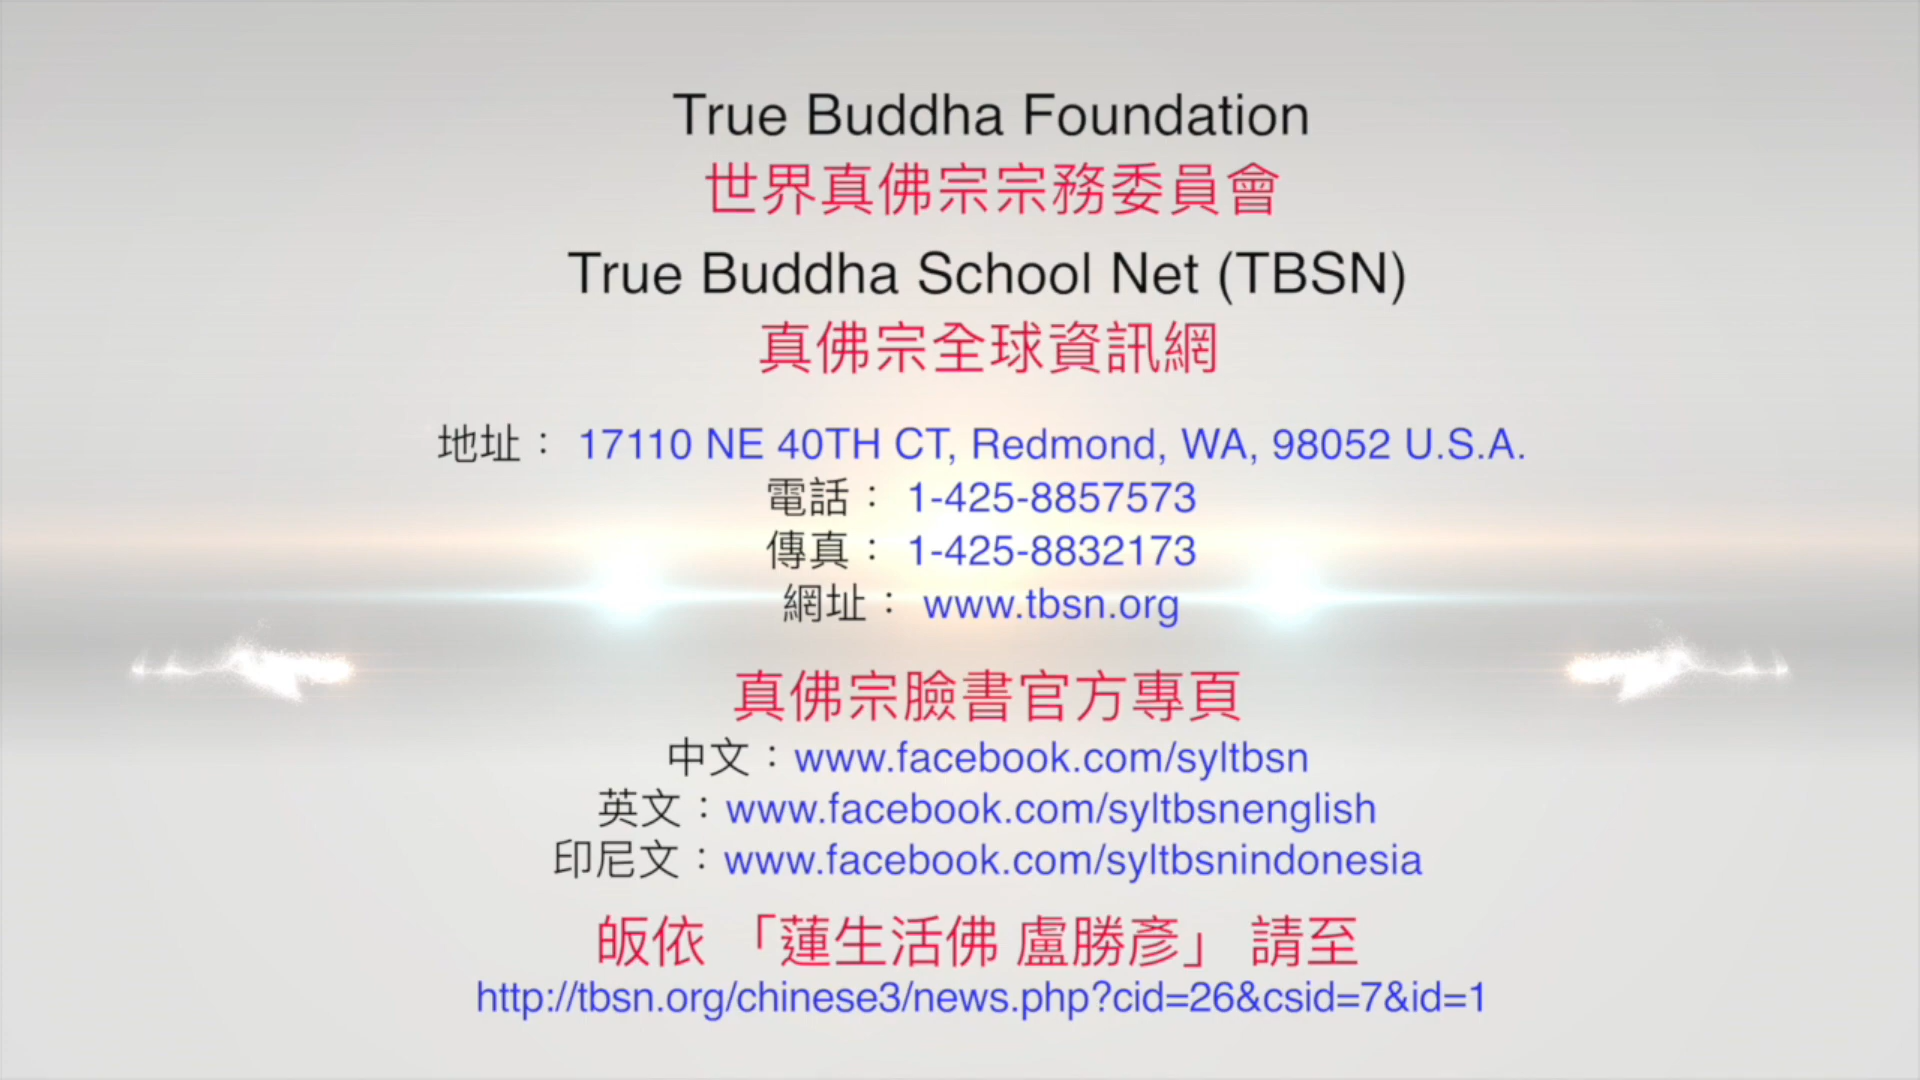 True Buddha Foundation
世界真佛宗宗務委員會
True Buddha School Net (TBSN)
真佛宗全球資訊網
地址： 17110 NE 40TH CT, Redmond, WA, 98052 U.S.A.
電話： 1-425-8857573
傳真： 1-425-8832173
網址： www.tbsn.org
真佛宗臉書官方專頁
中文：www.facebook.com/syltbsn
英文：www.facebook.com/syltbsnenglish
印尼文：www.facebook.com/syltbsnindonesia
皈依 「蓮生活佛 盧勝彥」 請至
http://tbsn.org/chinese3/news.php?cid=26&csid=7&id=1